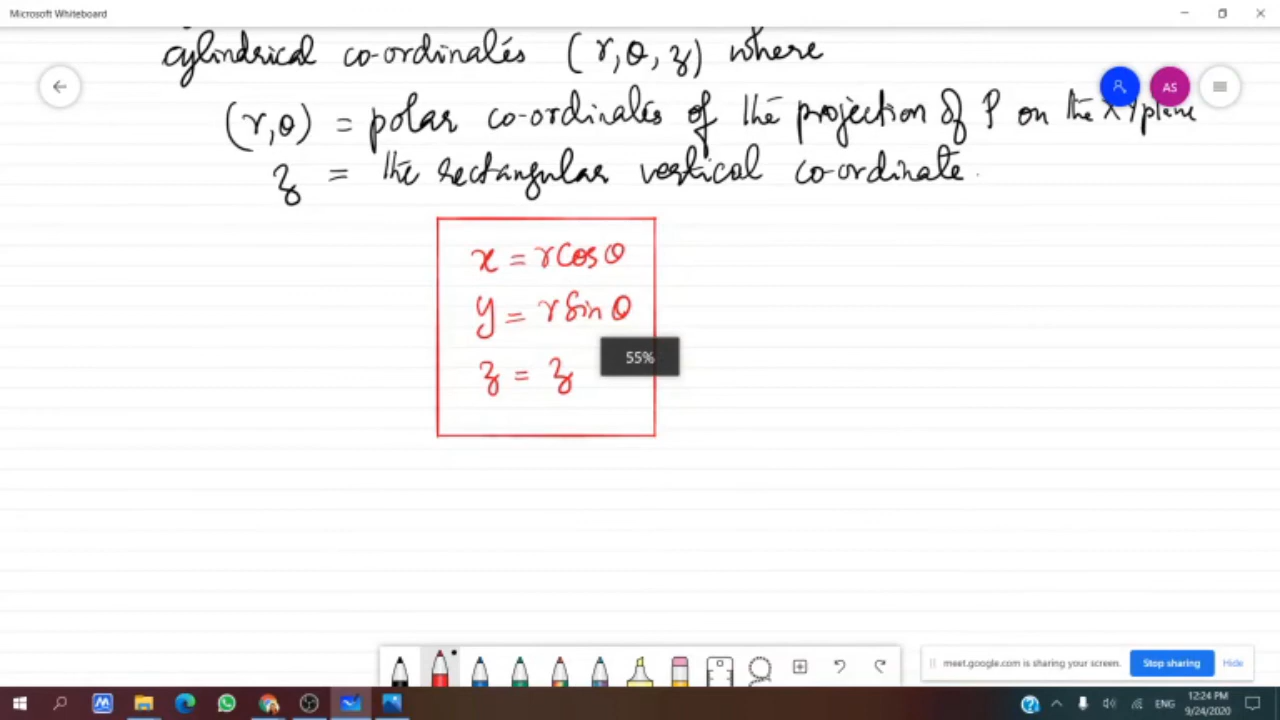 Microsoft Whiteboard
cylindrical co-ordinates (r, θ, z) where
AS
(r, θ) = polar co-ordinates of the projection of P on the XY plane
z = the rectangular vertical co-ordinate.
x = r cos θ
y = r sin θ
55%
z = z
meet.google.com is sharing your screen.
Stop sharing
Hide
12:24 PM
ENG
9/24/2020